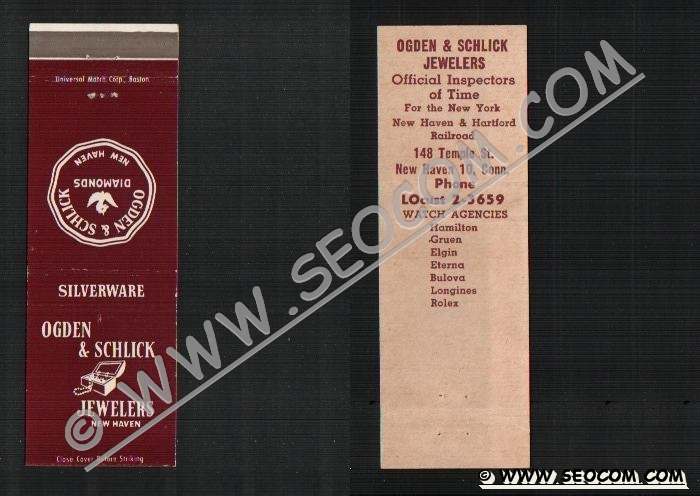 Universal Match Corp., Boston
OGDEN & SCHLICK
DIAMONDS
NEW HAVEN
SILVERWARE
OGDEN
& SCHLICK
JEWELERS
NEW HAVEN
Close Cover Before Striking
OGDEN & SCHLICK
JEWELERS
Official Inspectors
of Time
For the New York
New Haven & Hartford
Railroad
148 Temple St.
New Haven 10, Conn.
Phone
LOcust 2-5659
WATCH AGENCIES
Hamilton
Gruen
Elgin
Eterna
Bulova
Longines
Rolex
© WWW.SEOCOM.COM
© WWW.SEOCOM.COM